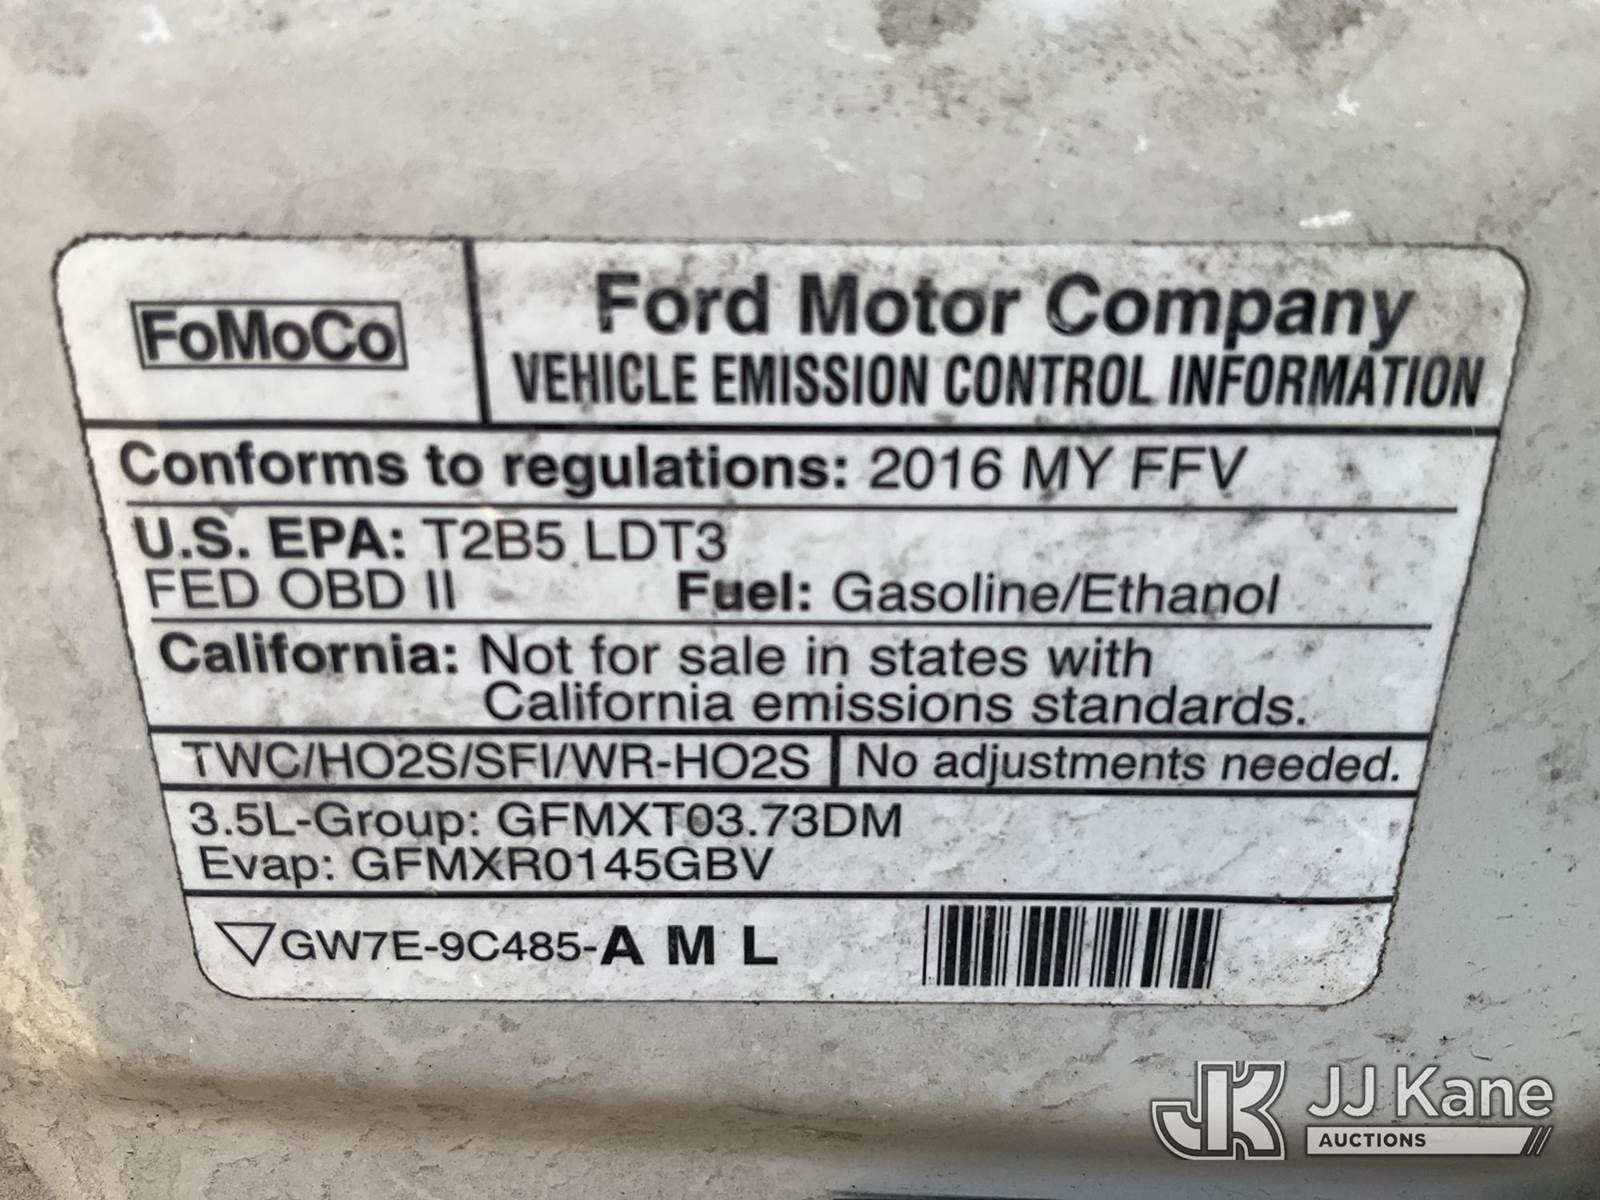 FoMoCo
Ford Motor Company
VEHICLE EMISSION CONTROL INFORMATION
Conforms to regulations: 2016 MY FFV
U.S. EPA: T2B5 LDT3
FED OBD II Fuel: Gasoline/Ethanol
California: Not for sale in states with
California emissions standards.
TWC/HO2S/SFI/WR-HO2S No adjustments needed.
3.5L-Group: GFMXT03.73DM
Evap: GFMXR0145GBV
GW7E-9C485-A M L
JK JJ Kane
AUCTIONS